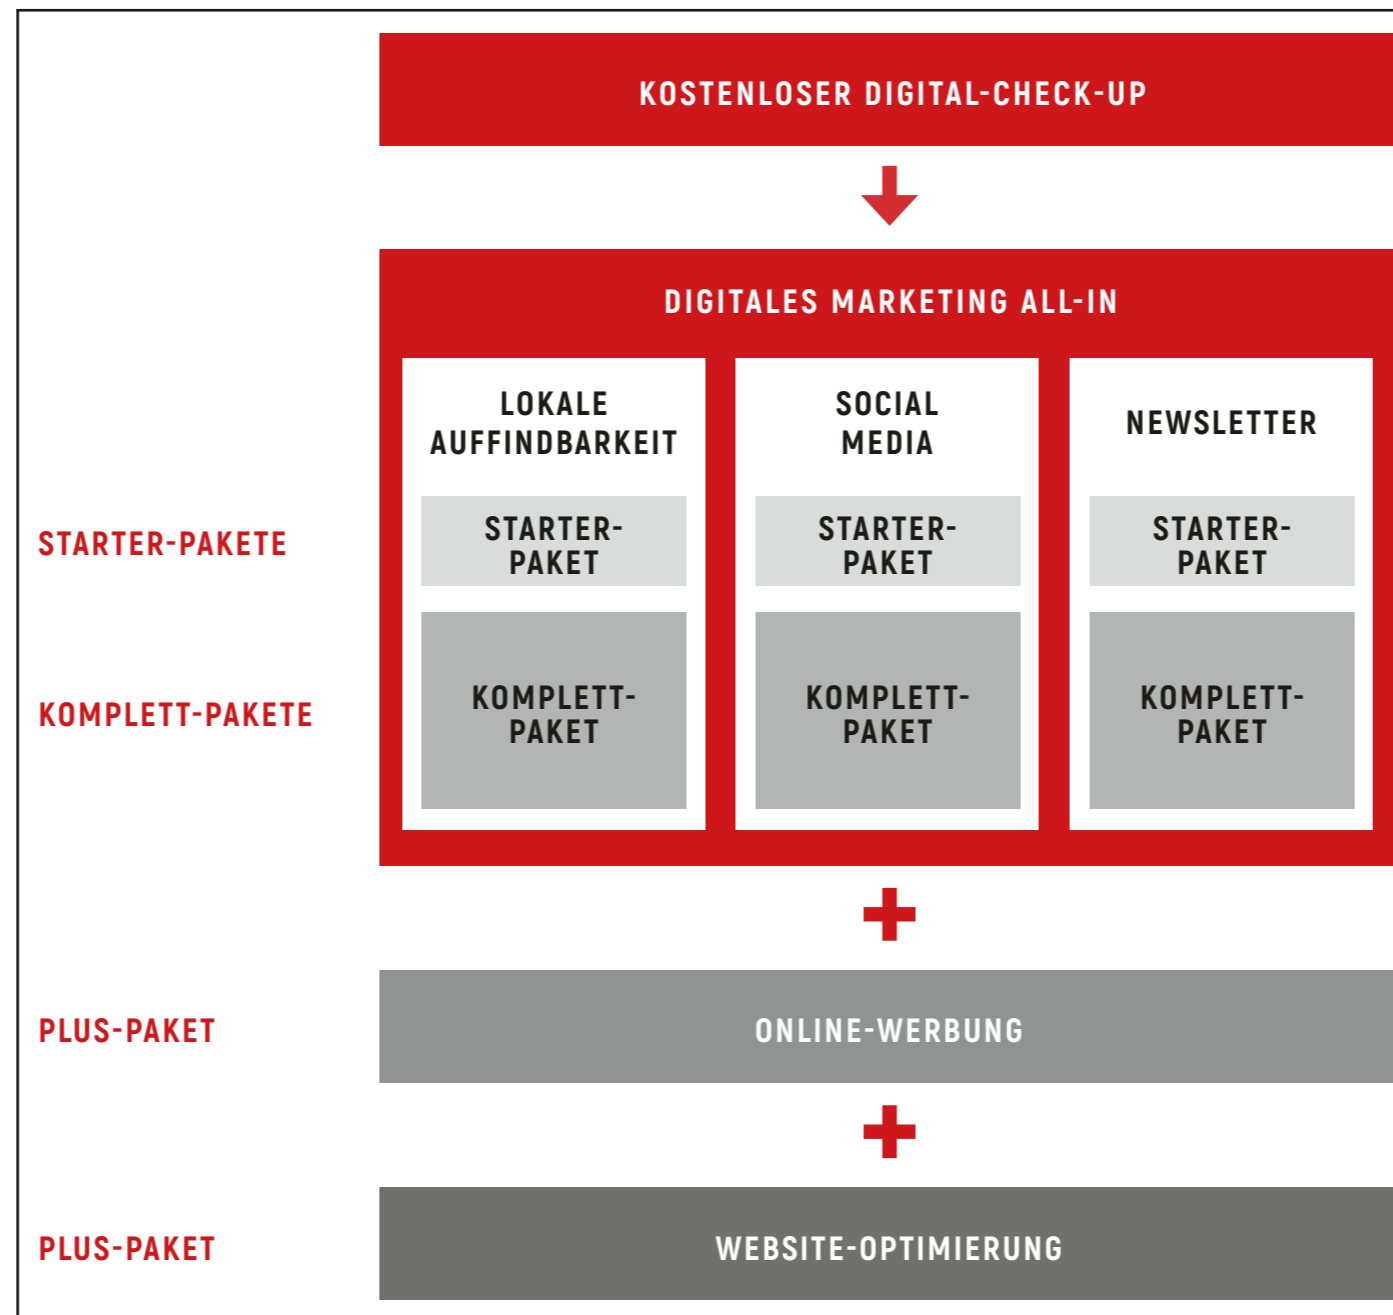 KOSTENLOSER DIGITAL-CHECK-UP
DIGITALES MARKETING ALL-IN
LOKALE
AUFFINDBARKEIT
SOCIAL
MEDIA
NEWSLETTER
STARTER-PAKETE
STARTER-
PAKET
STARTER-
PAKET
STARTER-
PAKET
KOMPLETT-PAKETE
KOMPLETT-
PAKET
KOMPLETT-
PAKET
KOMPLETT-
PAKET
PLUS-PAKET
ONLINE-WERBUNG
PLUS-PAKET
WEBSITE-OPTIMIERUNG